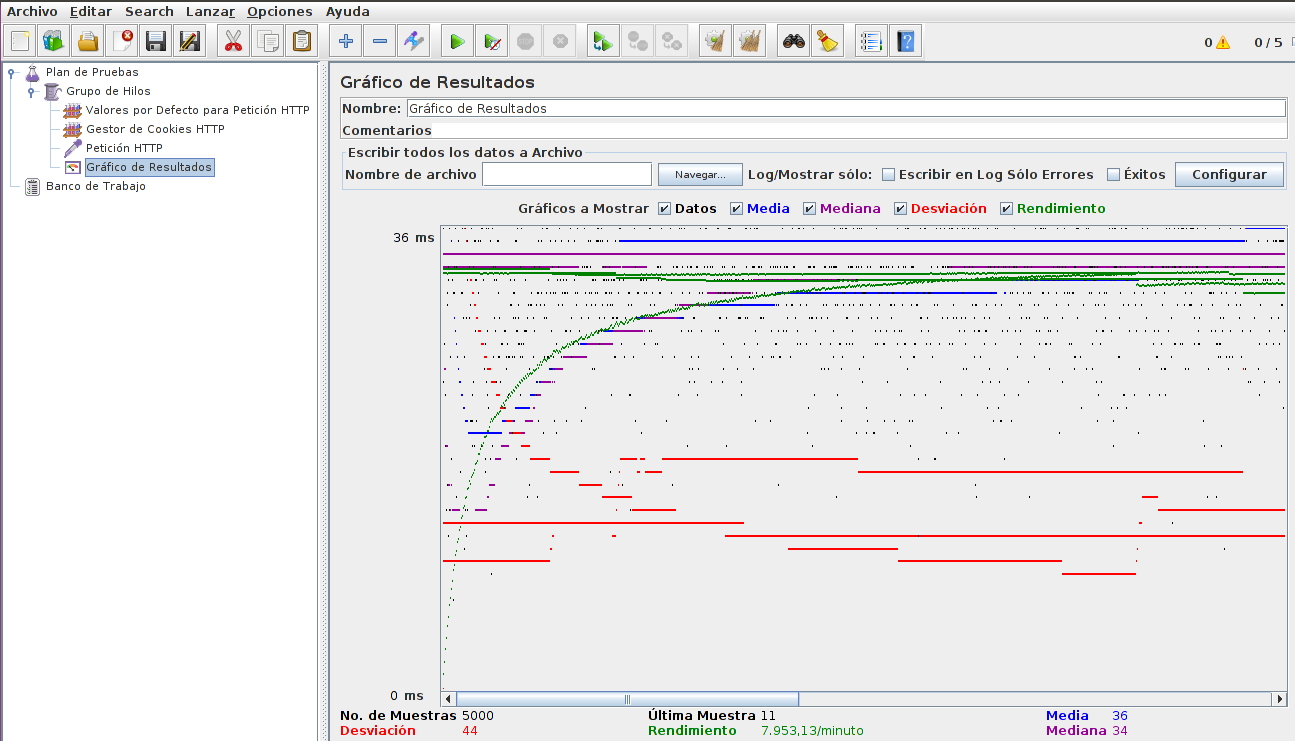 Archivo Editar Search Lanzar Opciones Ayuda
0 0 / 5
Plan de Pruebas
Grupo de Hilos
Valores por Defecto para Petición HTTP
Gestor de Cookies HTTP
Petición HTTP
Gráfico de Resultados
Banco de Trabajo
Gráfico de Resultados
Nombre: Gráfico de Resultados
Comentarios
Escribir todos los datos a Archivo
Nombre de archivo Navegar... Log/Mostrar sólo: Escribir en Log Sólo Errores Éxitos Configurar
Gráficos a Mostrar Datos Media Mediana Desviación Rendimiento
36 ms
0 ms
No. de Muestras 5000 Última Muestra 11 Media 36
Desviación 44 Rendimiento 7.953,13/minuto Mediana 34